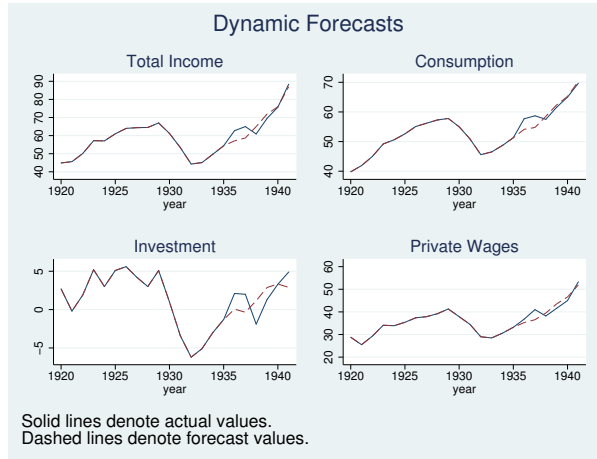 Dynamic Forecasts
Total Income
40 50 60 70 80 90
1920 1925 1930 1935 1940
year
Consumption
40 50 60 70
1920 1925 1930 1935 1940
year
Investment
−5 0 5
1920 1925 1930 1935 1940
year
Private Wages
20 30 40 50 60
1920 1925 1930 1935 1940
year
Solid lines denote actual values.
Dashed lines denote forecast values.